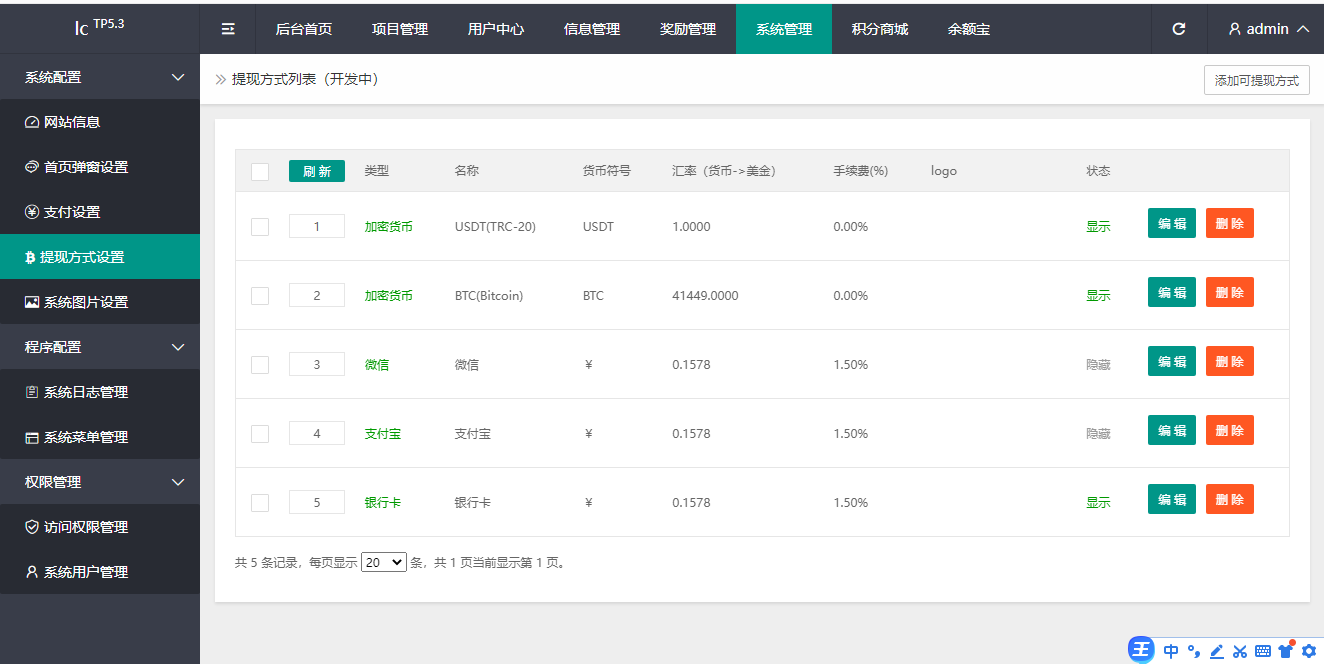 lc TP5.3 后台首页 项目管理 用户中心 信息管理 奖励管理 系统管理 积分商城 余额宝 admin
系统配置
网站信息
首页弹窗设置
支付设置
提现方式设置
系统图片设置
程序配置
系统日志管理
系统菜单管理
权限管理
访问权限管理
系统用户管理
提现方式列表（开发中） 添加可提现方式
刷 新 类型 名称 货币符号 汇率（货币->美金） 手续费(%) logo 状态
1 加密货币 USDT(TRC-20) USDT 1.0000 0.00% 显示 编 辑 删 除
2 加密货币 BTC(Bitcoin) BTC 41449.0000 0.00% 显示 编 辑 删 除
3 微信 微信 ¥ 0.1578 1.50% 隐藏 编 辑 删 除
4 支付宝 支付宝 ¥ 0.1578 1.50% 隐藏 编 辑 删 除
5 银行卡 银行卡 ¥ 0.1578 1.50% 显示 编 辑 删 除
共 5 条记录，每页显示 20 条，共 1 页当前显示第 1 页。
王 中